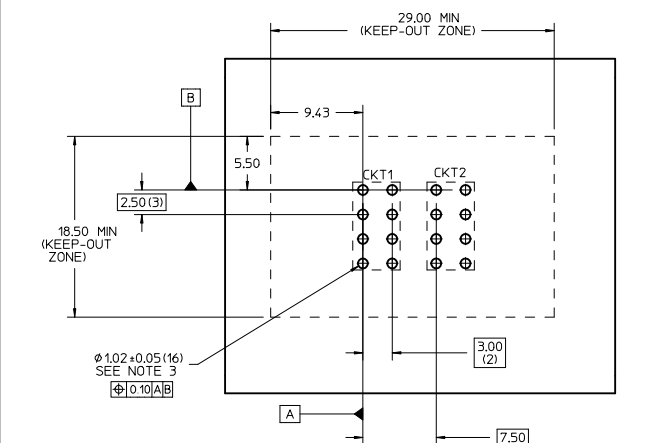 29.00 MIN
(KEEP-OUT ZONE)
B
9.43
5.50
CKT1 CKT2
2.50 (3)
18.50 MIN
(KEEP-OUT
ZONE)
3.00
(2)
Ø1.02±0.05 (16)
SEE NOTE 3
⌖ 0.10 A B
A
7.50